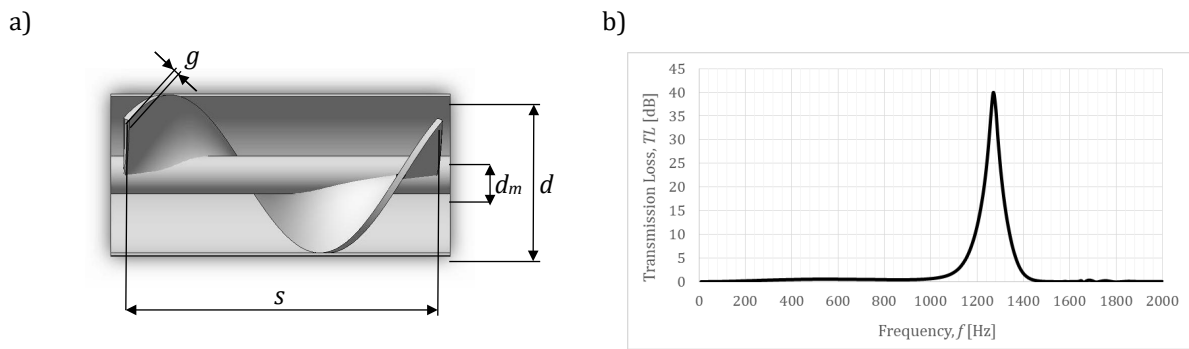 a)
g
dm
d
s
b)
45
40
35
30
25
20
15
10
5
0
Transmission Loss, TL [dB]
0 200 400 600 800 1000 1200 1400 1600 1800 2000
Frequency, f [Hz]